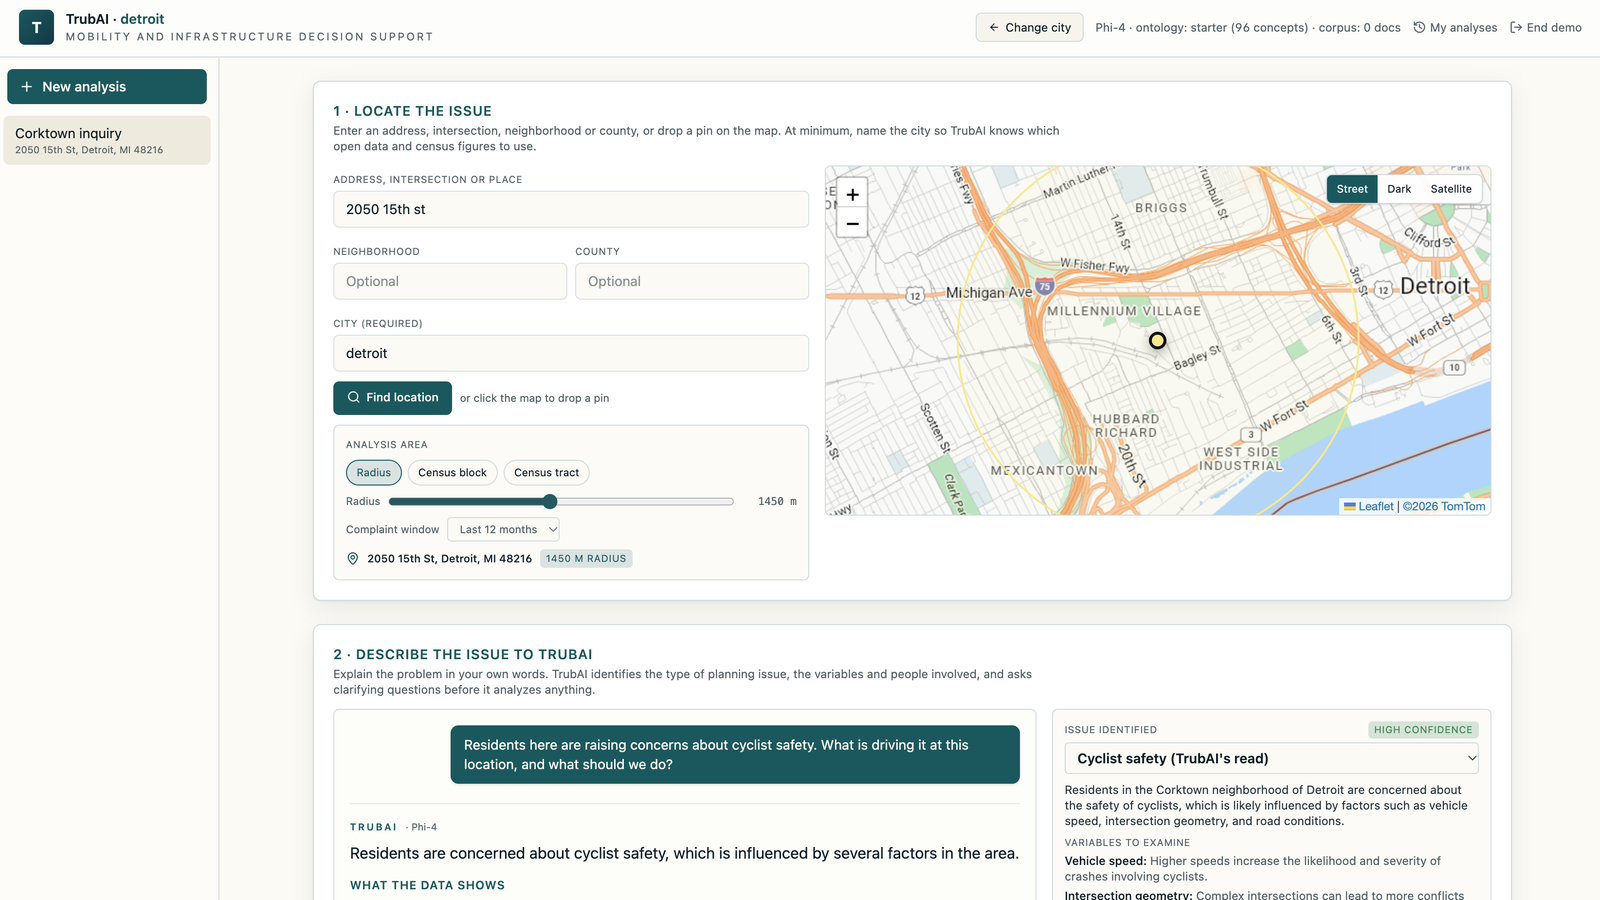 T
TrubAI · detroit
MOBILITY AND INFRASTRUCTURE DECISION SUPPORT
← Change city
Phi-4 · ontology: starter (96 concepts) · corpus: 0 docs
My analyses
End demo
+ New analysis
Corktown inquiry
2050 15th St, Detroit, MI 48216
1 · LOCATE THE ISSUE
Enter an address, intersection, neighborhood or county, or drop a pin on the map. At minimum, name the city so TrubAI knows which
open data and census figures to use.
ADDRESS, INTERSECTION OR PLACE
2050 15th st
NEIGHBORHOOD
COUNTY
Optional
Optional
CITY (REQUIRED)
detroit
Find location
or click the map to drop a pin
ANALYSIS AREA
Radius
Census block
Census tract
Radius
1450 m
Complaint window
Last 12 months
2050 15th St, Detroit, MI 48216
1450 M RADIUS
+
−
Street
Dark
Satellite
Martin Luther
BRIGGS
14th St
Clifford St
W Fisher Fwy
3rd St
12
Michigan Ave
75
12
Detroit
MILLENNIUM VILLAGE
6th St
W Fort St
Bagley St
10
Scotten St
HUBBARD
RICHARD
W Fort St
3
WEST SIDE
INDUSTRIAL
MEXICANTOWN
20th St
Clark
Leaflet | ©2026 TomTom
2 · DESCRIBE THE ISSUE TO TRUBAI
Explain the problem in your own words. TrubAI identifies the type of planning issue, the variables and people involved, and asks
clarifying questions before it analyzes anything.
Residents here are raising concerns about cyclist safety. What is driving it at this
location, and what should we do?
TRUBAI · Phi-4
Residents are concerned about cyclist safety, which is influenced by several factors in the area.
WHAT THE DATA SHOWS
ISSUE IDENTIFIED
HIGH CONFIDENCE
Cyclist safety (TrubAI's read)
Residents in the Corktown neighborhood of Detroit are concerned about
the safety of cyclists, which is likely influenced by factors such as vehicle
speed, intersection geometry, and road conditions.
VARIABLES TO EXAMINE
Vehicle speed: Higher speeds increase the likelihood and severity of
crashes involving cyclists.
Intersection geometry: Complex intersections can lead to more conflicts